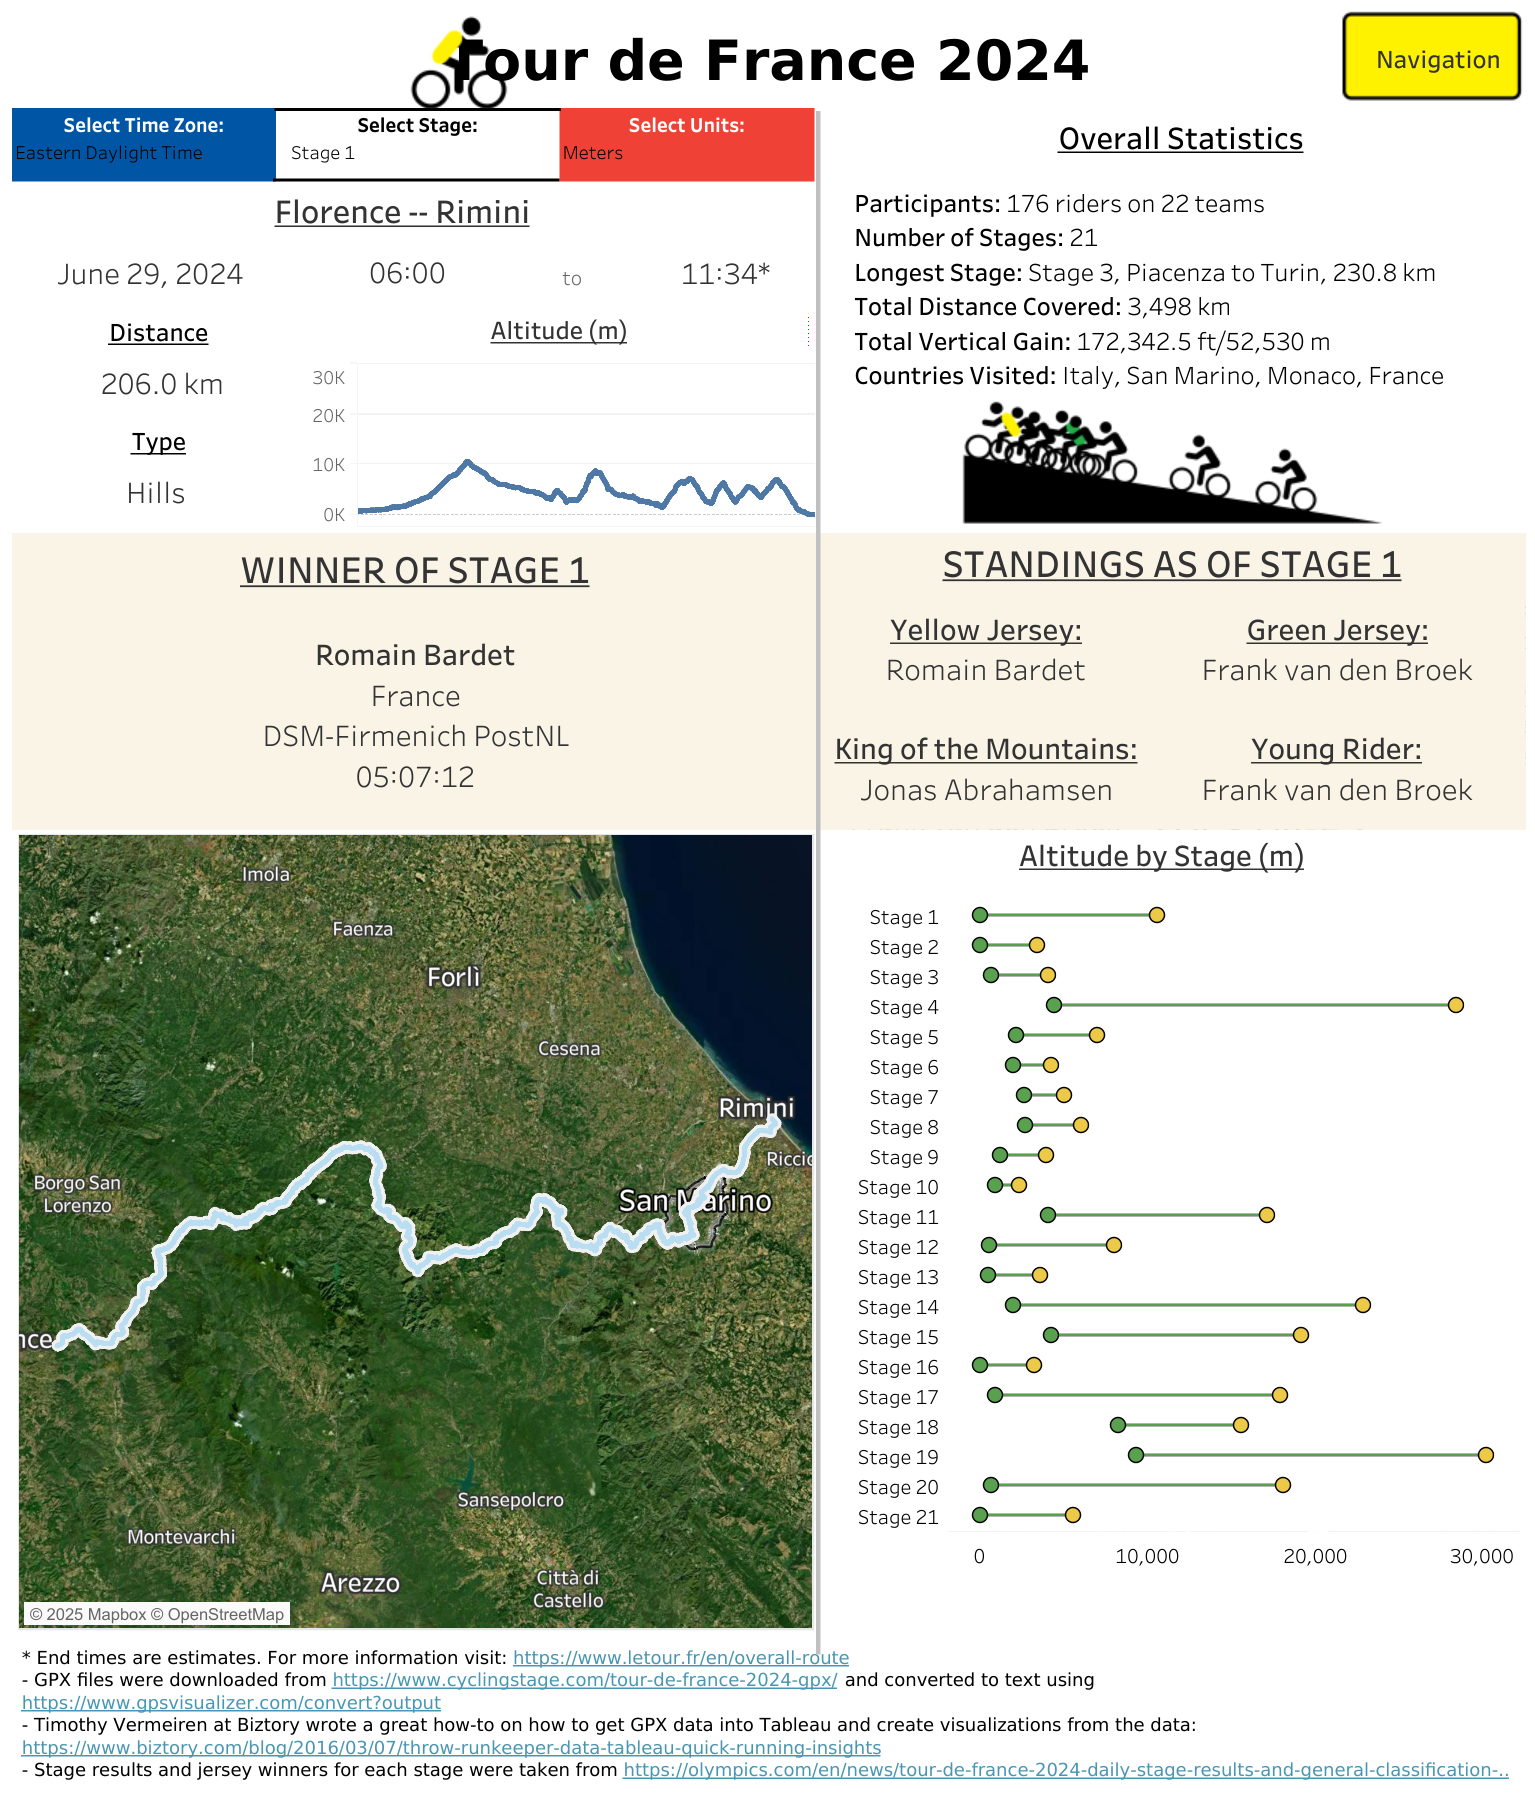 Tour de France 2024
Navigation
Select Time Zone:
Eastern Daylight Time
Select Stage:
Stage 1
Select Units:
Meters
Florence -- Rimini
June 29, 2024
06:00
to
11:34*
Distance
206.0 km
Type
Hills
Altitude (m)
30K
20K
10K
0K
Overall Statistics
Participants: 176 riders on 22 teams
Number of Stages: 21
Longest Stage: Stage 3, Piacenza to Turin, 230.8 km
Total Distance Covered: 3,498 km
Total Vertical Gain: 172,342.5 ft/52,530 m
Countries Visited: Italy, San Marino, Monaco, France
WINNER OF STAGE 1
Romain Bardet
France
DSM-Firmenich PostNL
05:07:12
STANDINGS AS OF STAGE 1
Yellow Jersey:
Romain Bardet
Green Jersey:
Frank van den Broek
King of the Mountains:
Jonas Abrahamsen
Young Rider:
Frank van den Broek
Imola
Faenza
Forlì
Cesena
Rimini
Riccio
Borgo San
Lorenzo
San Marino
nce
Sansepolcro
Montevarchi
Arezzo
Città di
Castello
© 2025 Mapbox © OpenStreetMap
Altitude by Stage (m)
Stage 1
Stage 2
Stage 3
Stage 4
Stage 5
Stage 6
Stage 7
Stage 8
Stage 9
Stage 10
Stage 11
Stage 12
Stage 13
Stage 14
Stage 15
Stage 16
Stage 17
Stage 18
Stage 19
Stage 20
Stage 21
0
10,000
20,000
30,000
* End times are estimates. For more information visit: https://www.letour.fr/en/overall-route
- GPX files were downloaded from https://www.cyclingstage.com/tour-de-france-2024-gpx/ and converted to text using
https://www.gpsvisualizer.com/convert?output
- Timothy Vermeiren at Biztory wrote a great how-to on how to get GPX data into Tableau and create visualizations from the data:
https://www.biztory.com/blog/2016/03/07/throw-runkeeper-data-tableau-quick-running-insights
- Stage results and jersey winners for each stage were taken from https://olympics.com/en/news/tour-de-france-2024-daily-stage-results-and-general-classification-..